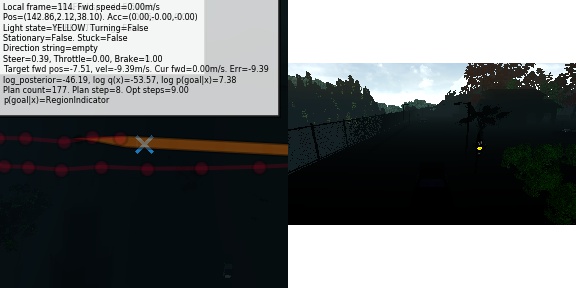 Local frame=114. Fwd speed=0.00m/s
Pos=(142.86,2.12,38.10). Acc=(0.00,-0.00,-0.00)
Light state=YELLOW. Turning=False
Stationary=False. Stuck=False
Direction string=empty
Steer=0.39, Throttle=0.00, Brake=1.00
Target fwd pos=-7.51, vel=-9.39m/s. Cur fwd=0.00m/s. Err=-9.39
log_posterior=-46.19, log q(x)=-53.57, log p(goal|x)=7.38
Plan count=177. Plan step=8. Opt steps=9.00
p(goal|x)=RegionIndicator